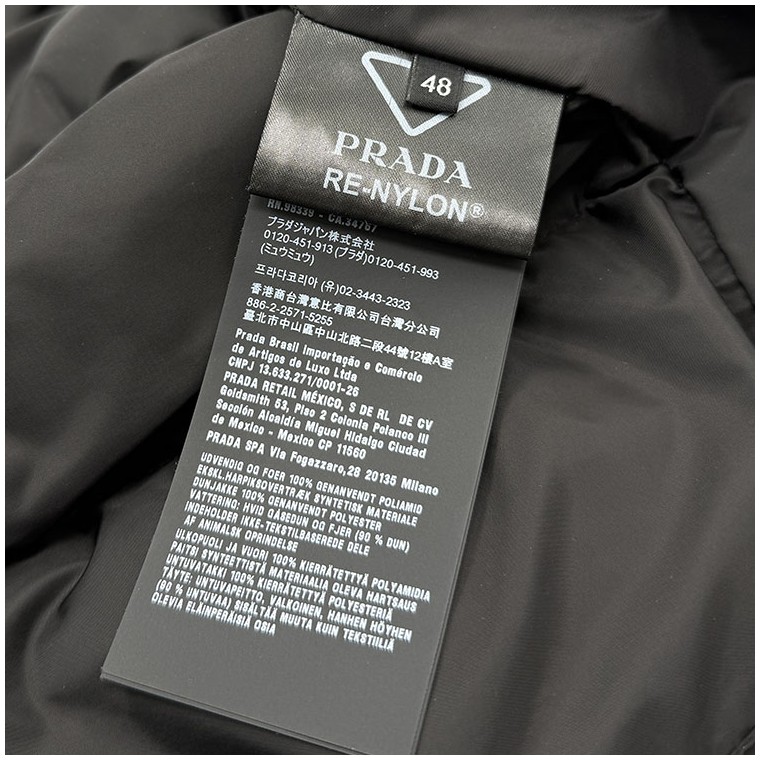 48
PRADA
RE-NYLON®
RN.98339 - CA.34787
プラダジャパン株式会社
0120-451-913 (プラダ)0120-451-993
(ミュウミュウ)
프라다코리아 (유)02-3443-2323
香港商台灣意比有限公司台灣分公司
886-2-2571-5255
臺北市中山區中山北路二段44號12樓A室
Prada Brasil Importação e Comércio
de Artigos de Luxo Ltda
CNPJ 13.633.271/0001-26
PRADA RETAIL MÉXICO, S DE RL DE CV
Goldsmith 53, Piso 2 Colonia Polanco III
Sección Alcaldía Miguel Hidalgo Ciudad
de Mexico - Mexico CP 11560
PRADA SPA Via Fogazzaro,28 20135 Milano
UDVENDIG OG FOER 100% GENANVENDT POLIAMID
EKSKL.HARPIKSOVERTRÆK SYNTETISK MATERIALE
DUNJAKKE 100% GENANVENDT POLYESTER
VATTERING: HVID GÅSEDUN OG FJER (90 % DUN)
INDEHOLDER IKKE-TEKSTILBASEREDE DELE
AF ANIMALSK OPRINDELSE
ULKOPUOLI JA VUORI 100% KIERRÄTETTYÄ POLYAMIDIA
PAITSI SYNTEETTISTÄ MATERIAALIA OLEVA HARTSAUS
UNTUVATAKKI 100% KIERRÄTETTYÄ POLYESTERIÄ
TÄYTE: UNTUVAPEITTO, VALKOINEN, HANHEN HÖYHEN
(90 % UNTUVAA) SISÄLTÄÄ MUUTA KUIN TEKSTIILIÄ
OLEVIA ELÄINPERÄISIÄ OSIA